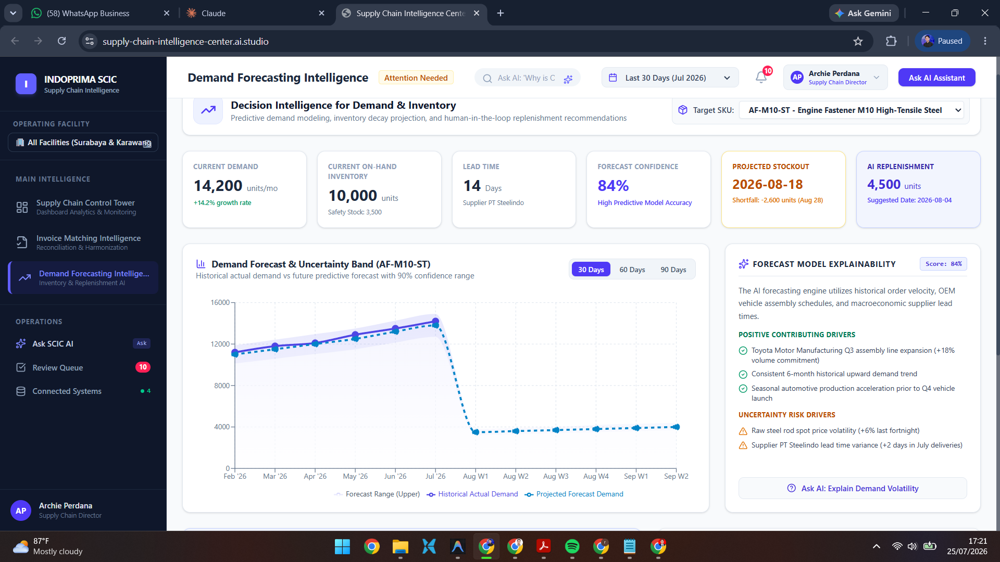 (58) WhatsApp Business
Claude
Supply Chain Intelligence Cente
Ask Gemini
supply-chain-intelligence-center.ai.studio
Paused
I
INDOPRIMA SCIC
Supply Chain Intelligence
OPERATING FACILITY
All Facilities (Surabaya & Karawang
MAIN INTELLIGENCE
Supply Chain Control Tower
Dashboard Analytics & Monitoring
Invoice Matching Intelligence
Reconciliation & Harmonization
Demand Forecasting Intellige...
Inventory & Replenishment AI
OPERATIONS
Ask SCIC AI
Ask
Review Queue
10
Connected Systems
4
AP
Archie Perdana
Supply Chain Director
Demand Forecasting Intelligence
Attention Needed
Ask AI: 'Why is C
Last 30 Days (Jul 2026)
10
AP
Archie Perdana
Supply Chain Director
Ask AI Assistant
Decision Intelligence for Demand & Inventory
Predictive demand modeling, inventory decay projection, and human-in-the-loop replenishment recommendations
Target SKU:
AF-M10-ST - Engine Fastener M10 High-Tensile Steel
CURRENT DEMAND
14,200 units/mo
+14.2% growth rate
CURRENT ON-HAND
INVENTORY
10,000 units
Safety Stock: 3,500
LEAD TIME
14 Days
Supplier PT Steelindo
FORECAST CONFIDENCE
84%
High Predictive Model Accuracy
PROJECTED STOCKOUT
2026-08-18
Shortfall: -2,600 units (Aug 28)
AI REPLENISHMENT
4,500 units
Suggested Date: 2026-08-04
Demand Forecast & Uncertainty Band (AF-M10-ST)
Historical actual demand vs future predictive forecast with 90% confidence range
30 Days
60 Days
90 Days
16000
12000
8000
4000
0
Feb '26
Mar '26
Apr '26
May '26
Jun '26
Jul '26
Aug W1
Aug W2
Aug W3
Aug W4
Sep W1
Sep W2
Forecast Range (Upper)
Historical Actual Demand
Projected Forecast Demand
FORECAST MODEL EXPLAINABILITY
Score: 84%
The AI forecasting engine utilizes historical order velocity, OEM
vehicle assembly schedules, and macroeconomic supplier lead
times.
POSITIVE CONTRIBUTING DRIVERS
Toyota Motor Manufacturing Q3 assembly line expansion (+18%
volume commitment)
Consistent 6-month historical upward demand trend
Seasonal automotive production acceleration prior to Q4 vehicle
launch
UNCERTAINTY RISK DRIVERS
Raw steel rod spot price volatility (+6% last fortnight)
Supplier PT Steelindo lead time variance (+2 days in July deliveries)
Ask AI: Explain Demand Volatility
87°F
Mostly cloudy
17:21
25/07/2026